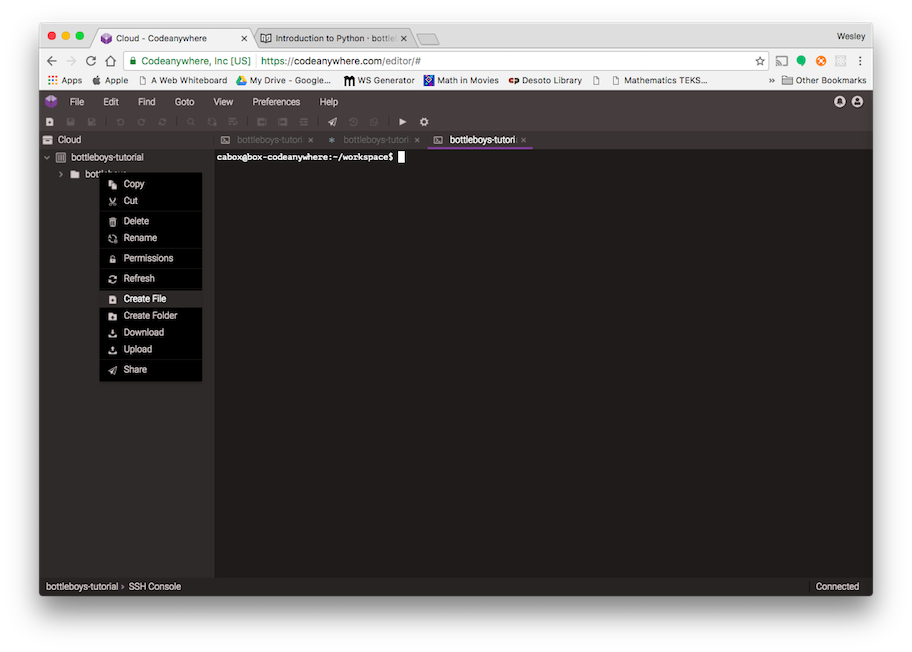 Cloud - Codeanywhere
Introduction to Python · bottle
Wesley
Codeanywhere, Inc [US] https://codeanywhere.com/editor/#
Apps Apple A Web Whiteboard My Drive - Google... WS Generator Math in Movies cp Desoto Library Mathematics TEKS... » Other Bookmarks
File Edit Find Goto View Preferences Help
Cloud
bottleboys-tutori
bottleboys-tutori
bottleboys-tutori
bottleboys-tutorial
cabox@box-codeanywhere:~/workspace$
Copy
Cut
Delete
Rename
Permissions
Refresh
Create File
Create Folder
Download
Upload
Share
bottleboys-tutorial › SSH Console
Connected